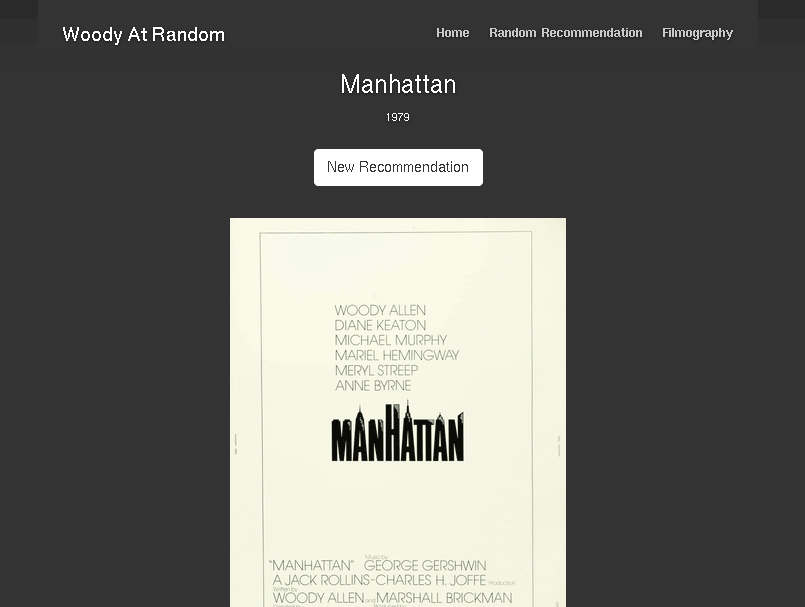 Woody At Random
Home Random Recommendation Filmography
Manhattan
1979
New Recommendation
WOODY ALLEN
DIANE KEATON
MICHAEL MURPHY
MARIEL HEMINGWAY
MERYL STREEP
ANNE BYRNE
MANHATTAN
Music by
"MANHATTAN" GEORGE GERSHWIN
A JACK ROLLINS-CHARLES H. JOFFE Production
Written by
WOODY ALLEN and MARSHALL BRICKMAN
Produced by